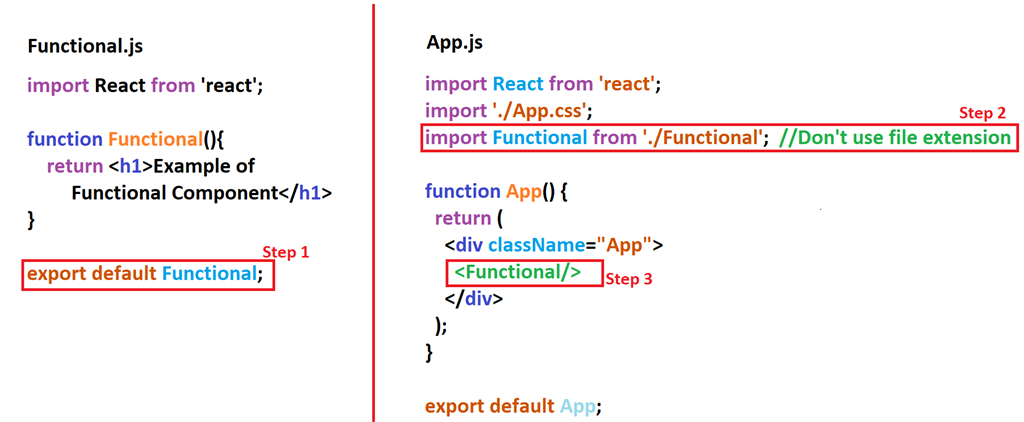 Functional.js
import React from 'react';
function Functional(){
return <h1>Example of
Functional Component</h1>
}
Step 1
export default Functional;
App.js
import React from 'react';
import './App.css';
Step 2
import Functional from './Functional'; //Don't use file extension
function App() {
return (
<div className="App">
<Functional/>
Step 3
</div>
);
}
export default App;